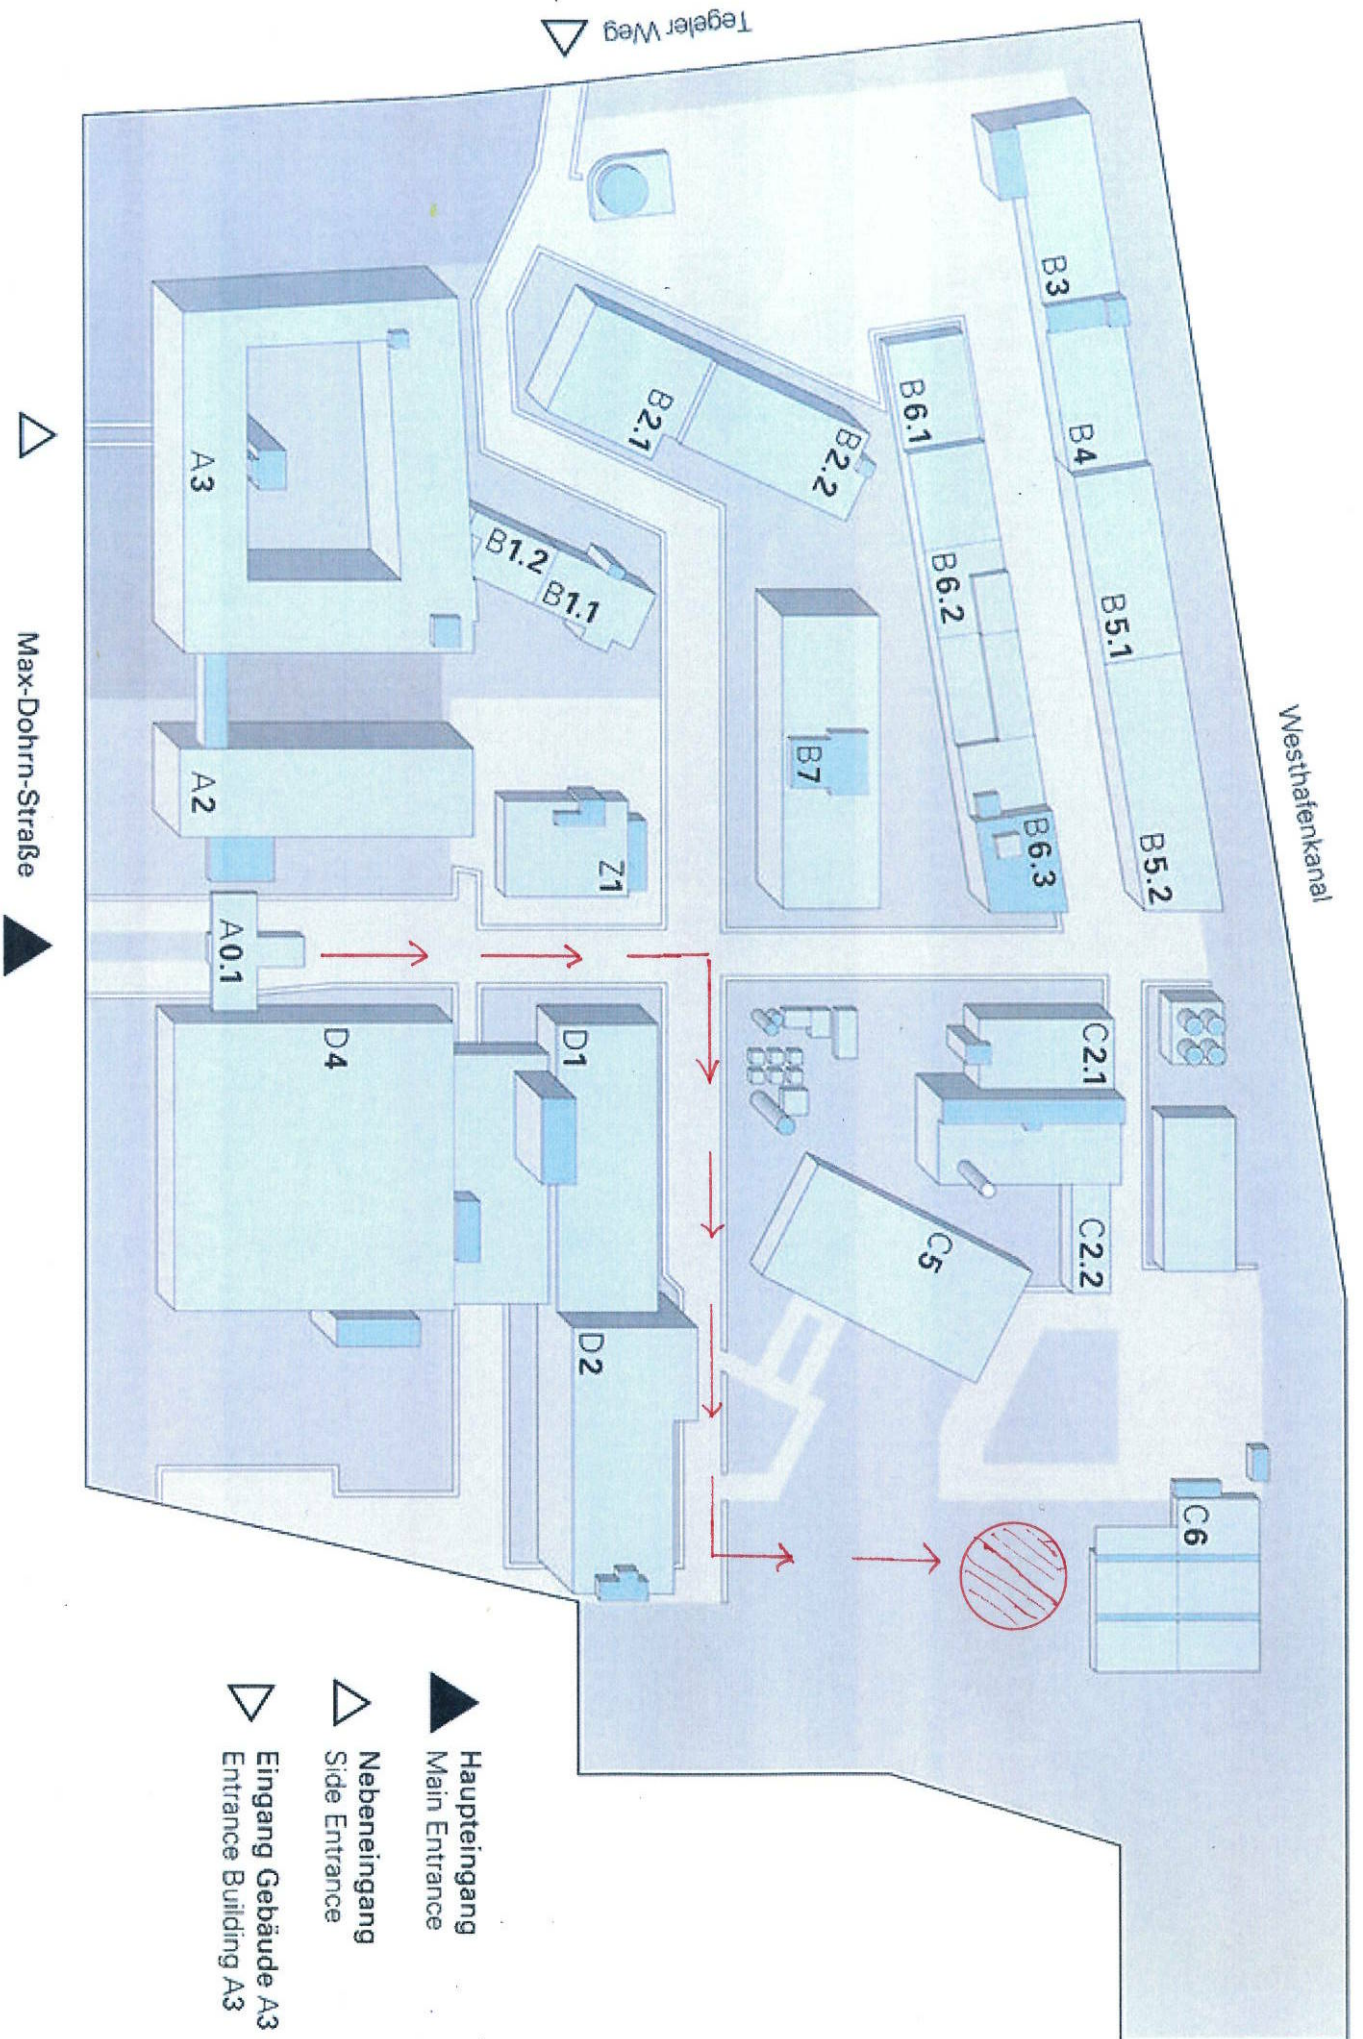 Tegeler Weg
Westhafenkanal
B3
B4
B5.1
B5.2
B6.1
B6.2
B6.3
B2.1
B2.2
B7
B1.2
B1.1
A3
A2
Z1
A0.1
D4
D1
D2
C2.1
C2.2
C5
C6
Max-Dohrn-Straße
Haupteingang
Main Entrance
Nebeneingang
Side Entrance
Eingang Gebäude A3
Entrance Building A3